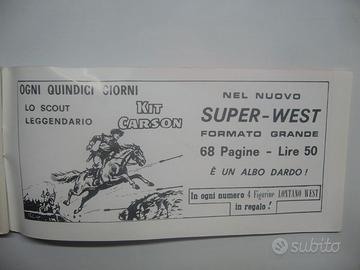 OGNI QUINDICI GIORNI
LO SCOUT
LEGGENDARIO
KIT
CARSON
NEL NUOVO
SUPER-WEST
FORMATO GRANDE
68 Pagine - Lire 50
È UN ALBO DARDO!
In ogni numero 4 Figurine LONTANO WEST
in regalo!
subito